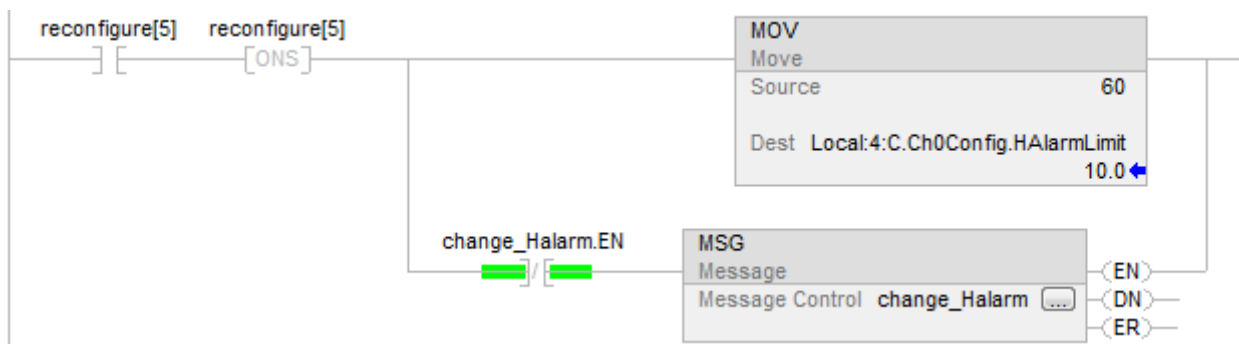 reconfigure[5] reconfigure[5]
ONS
MOV
Move
Source 60
Dest Local:4:C.Ch0Config.HAlarmLimit
10.0
change_Halarm.EN
MSG
Message
Message Control change_Halarm ...
EN
DN
ER